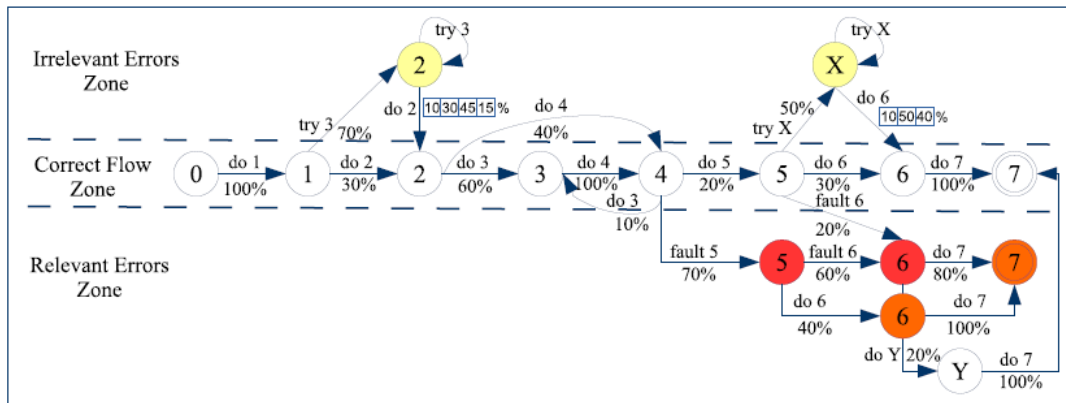 try 3
try X
Irrelevant Errors
Zone
2
X
do 2
10 30 45 15 %
do 4
do 6
50%
10 50 40 %
try 3
70%
40%
try X
Correct Flow
Zone
0
do 1
100%
1
do 2
30%
2
do 3
60%
3
do 4
100%
4
do 5
20%
5
do 6
30%
6
do 7
100%
7
do 3
10%
fault 6
20%
Relevant Errors
Zone
fault 5
70%
5
fault 6
60%
6
do 7
80%
7
do 6
40%
6
do 7
100%
do Y
20%
Y
do 7
100%